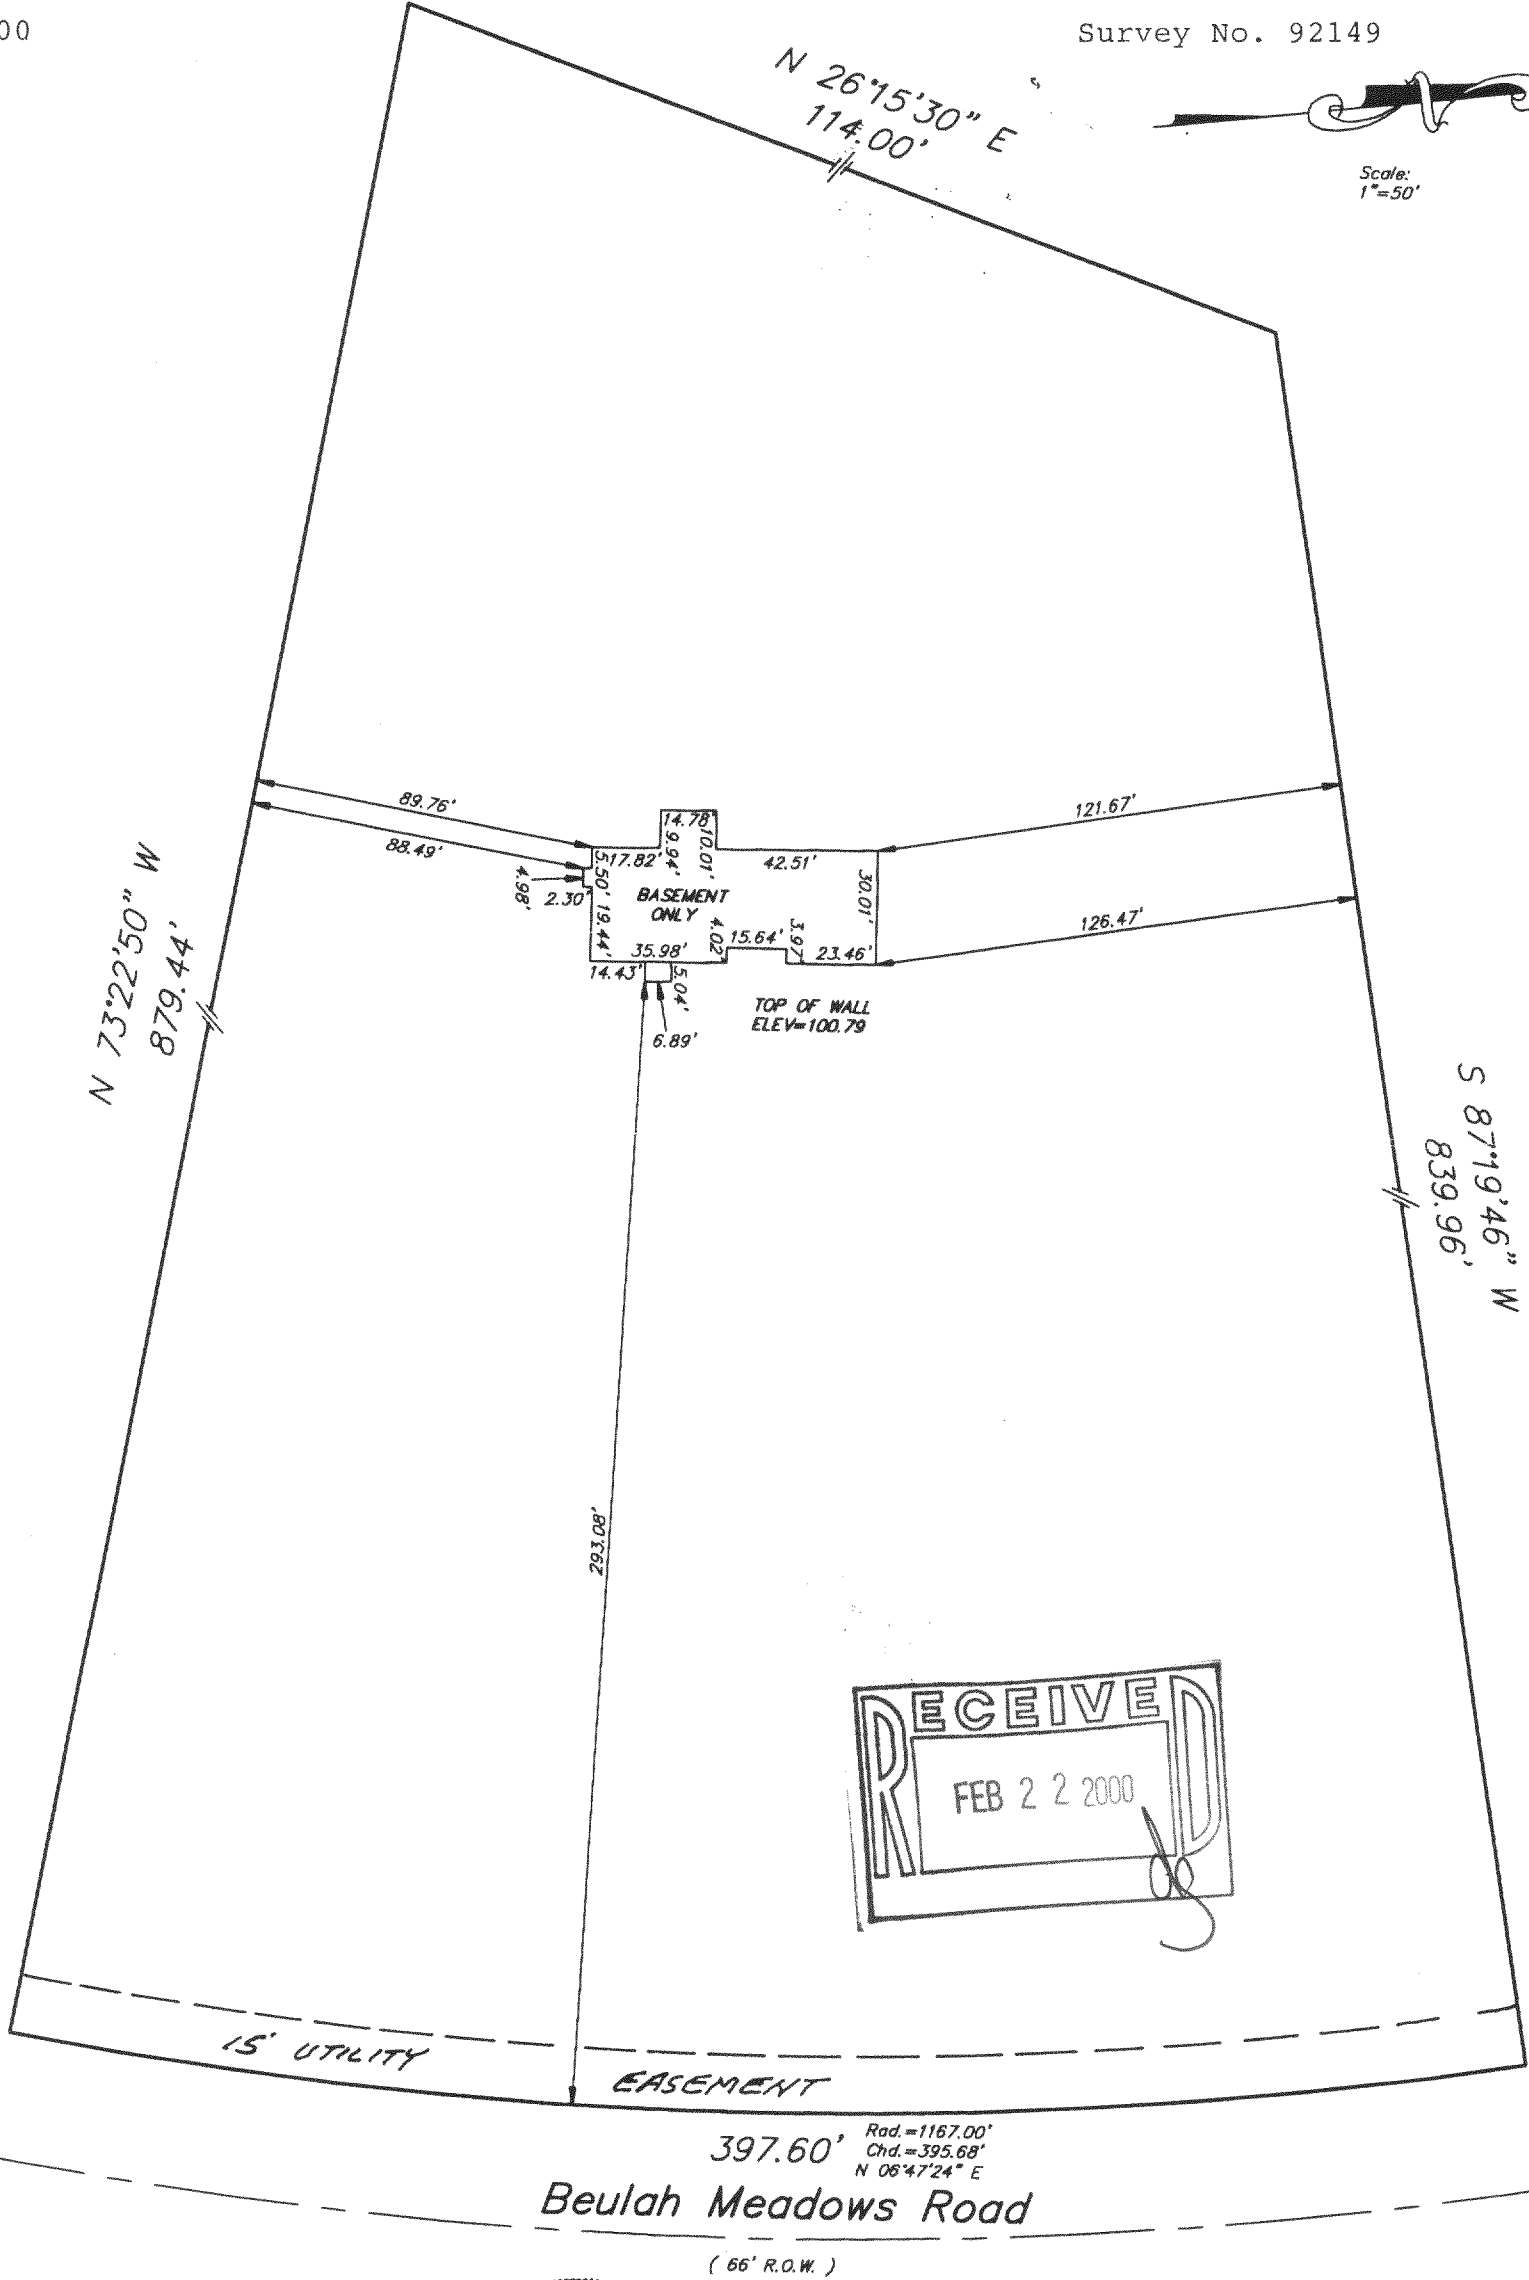 00
Survey No. 92149
N 26°15'30" E
114.00'
Scale:
1"=50'
89.76'
88.49'
14.78'
9.94'
10.01'
17.82'
42.51'
121.67'
5.50'
4.98'
2.30'
BASEMENT
ONLY
30.01'
19.44'
35.98'
4.02'
15.64'
3.97'
23.46'
126.47'
14.43'
5.04'
6.89'
TOP OF WALL
ELEV=100.79
N 73°22'50" W
879.44'
S 87°19'46" W
839.96'
293.08'
RECEIVED
FEB 22 2000
15' UTILITY
EASEMENT
397.60'
Rad.=1167.00'
Chd.=395.68'
N 06°47'24" E
Beulah Meadows Road
( 66' R.O.W. )